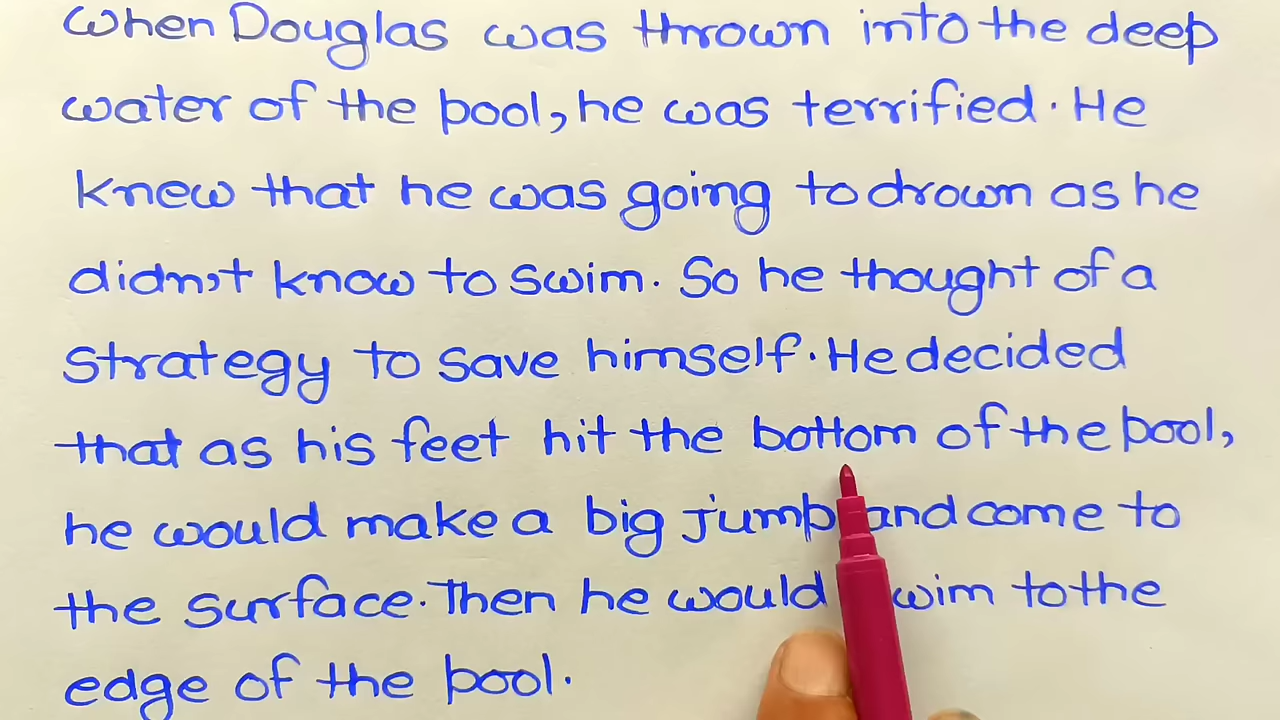 when Douglas was thrown into the deep
water of the pool, he was terrified. He
knew that he was going to drown as he
didn't know to swim. So he thought of a
strategy to save himself. He decided
that as his feet hit the bottom of the pool,
he would make a big jump and come to
the surface. Then he would wim to the
edge of the pool.